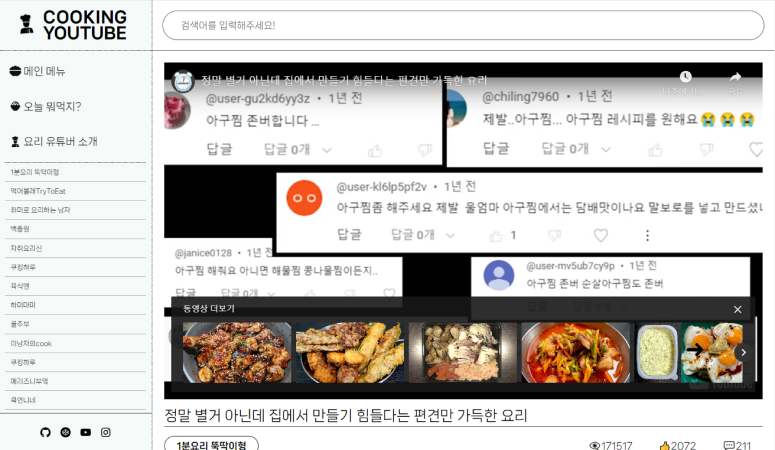 COOKING
YOUTUBE
검색어를 입력해주세요!
메인 메뉴
오늘 뭐먹지?
요리 유튜버 소개
1분요리 뚝딱이형
먹어볼래TryToEat
취미로 요리하는 남자
백종원
자취요리신
쿠킹하루
육식맨
하미마미
꿀주부
이남자의cook
쿠킹하루
매리즈니부엌
쿡언니네
정말 별거 아닌데 집에서 만들기 힘들다는 편견만 가득한 요리
@user-gu2kd6yy3z • 1년 전
아구찜 존버합니다 ...
답글 답글 0개
@chiling7960 • 1년 전
제발..아구찜... 아구찜 레시피를 원해요😭😭😭
답글 답글 0개
@user-kl6lp5pf2v • 1년 전
아구찜좀 해주세요 제발 울엄마 아구찜에서는 담배맛이나요 말보로를 넣고 만드셨나
답글 답글 0개 1
@janice0128 • 1년 전
아구찜 해줘요 아니면 해물찜 콩나물찜이든지..
답글 답글 0개
@user-mv5ub7cy9p • 1년 전
아구찜 존버 순살아구찜도 존버
동영상 더보기
정말 별거 아닌데 집에서 만들기 힘들다는 편견만 가득한 요리
1분요리 뚝딱이형
171517
2072
211